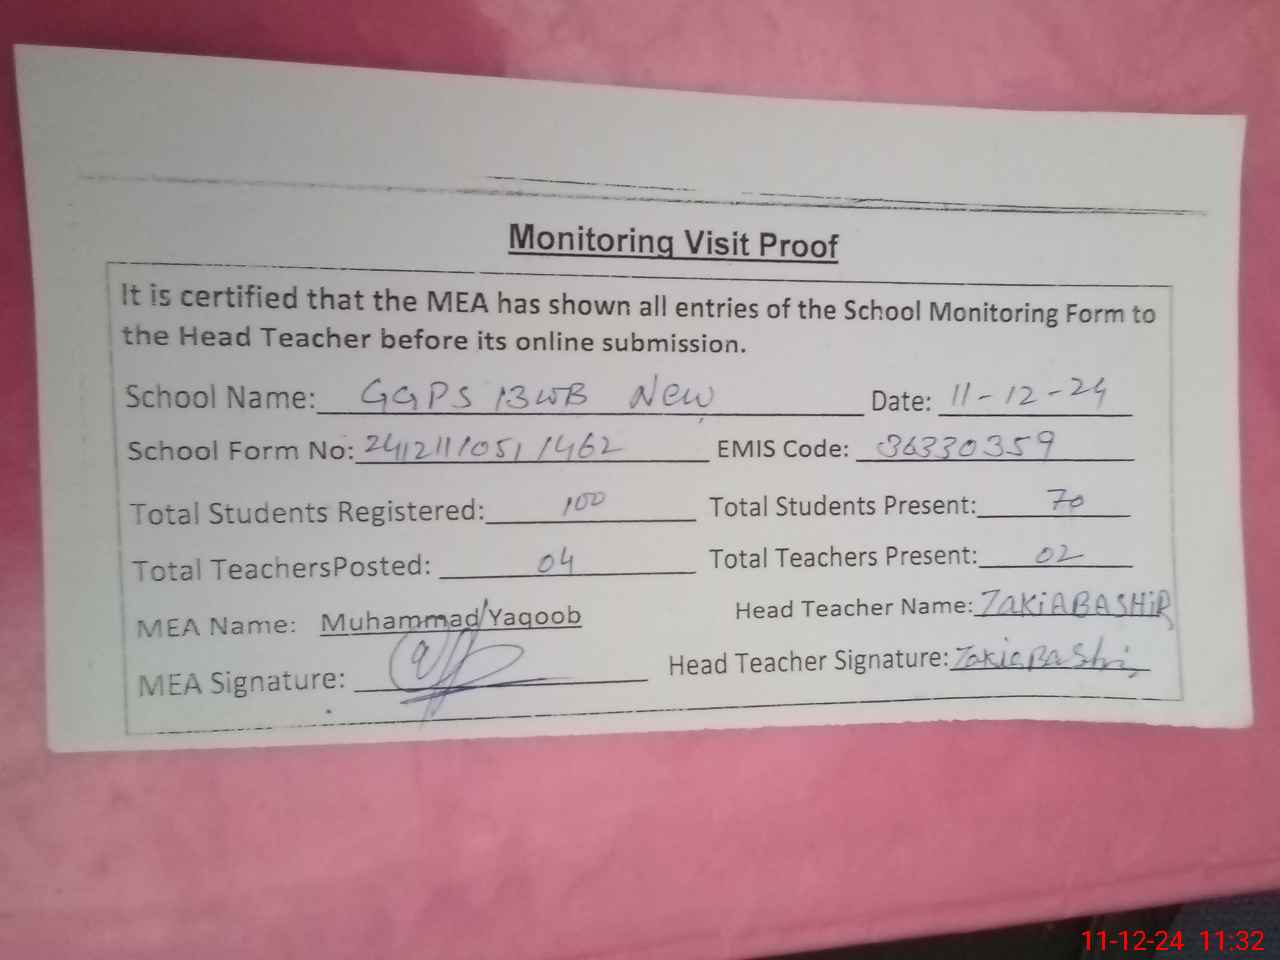 Monitoring Visit Proof
It is certified that the MEA has shown all entries of the School Monitoring Form to
the Head Teacher before its online submission.
School Name: GGPS 13WB New Date: 11-12-24
School Form No: 24121110511462 EMIS Code: 36330359
Total Students Registered: 100 Total Students Present: 70
Total TeachersPosted: 04 Total Teachers Present: 02
MEA Name: Muhammad Yaqoob Head Teacher Name: ZAKIABASHIR
MEA Signature: Head Teacher Signature:
11-12-24 11:32